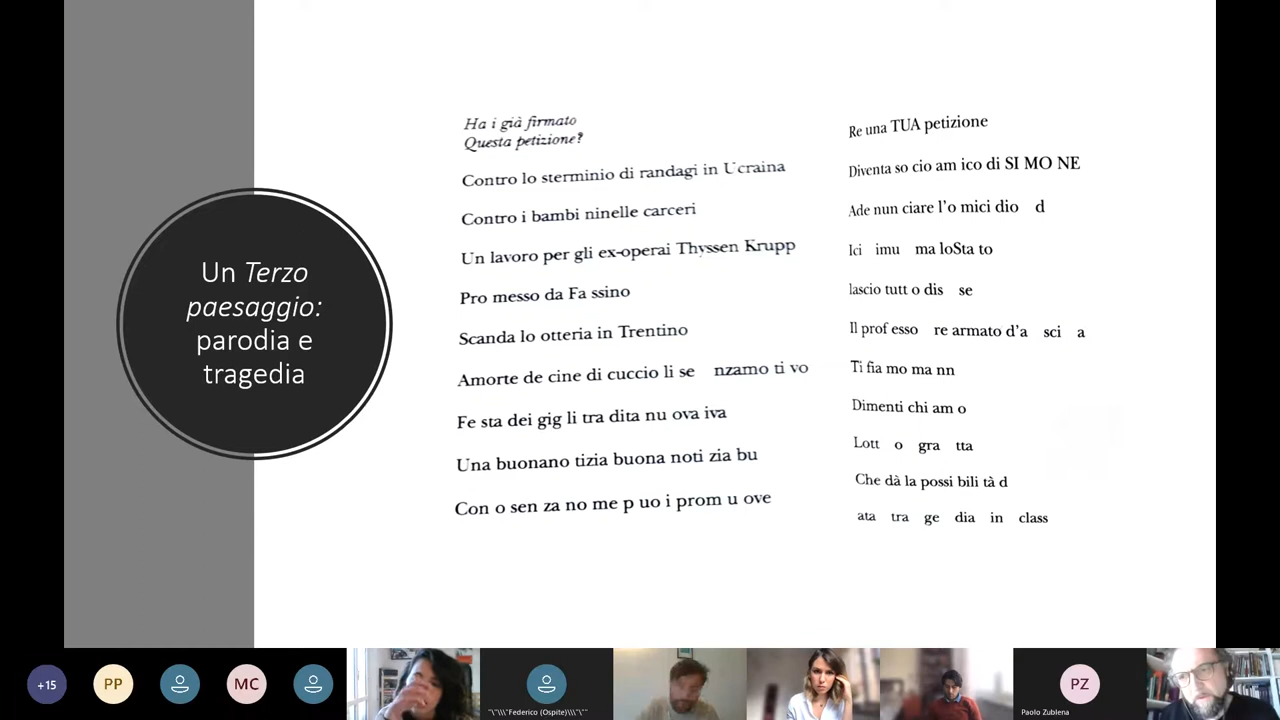 Un Terzo
paesaggio:
parodia e
tragedia
Ha i già firmato
Questa petizione?
Contro lo sterminio di randagi in Ucraina
Contro i bambi ninelle carceri
Un lavoro per gli ex-operai Thyssen Krupp
Pro messo da Fa ssino
Scanda lo otteria in Trentino
Amorte de cine di cuccio li se nzamo ti vo
Fe sta dei gig li tra dita nu ova iva
Una buonano tizia buona noti zia bu
Con o sen za no me p uo i prom u ove
Re una TUA petizione
Diventa so cio am ico di SI MO NE
Ade nun ciare l'o mici dio d
Ici imu ma loSta to
lascio tutt o dis se
Il prof esso re armato d'a sci a
Ti fia mo ma nn
Dimenti chi am o
Lott o gra tta
Che dà la possi bili tà d
ata tra ge dia in class
+15
PP
MC
"\"\\\"Federico (Ospite)\\\"\""
PZ
Paolo Zublena